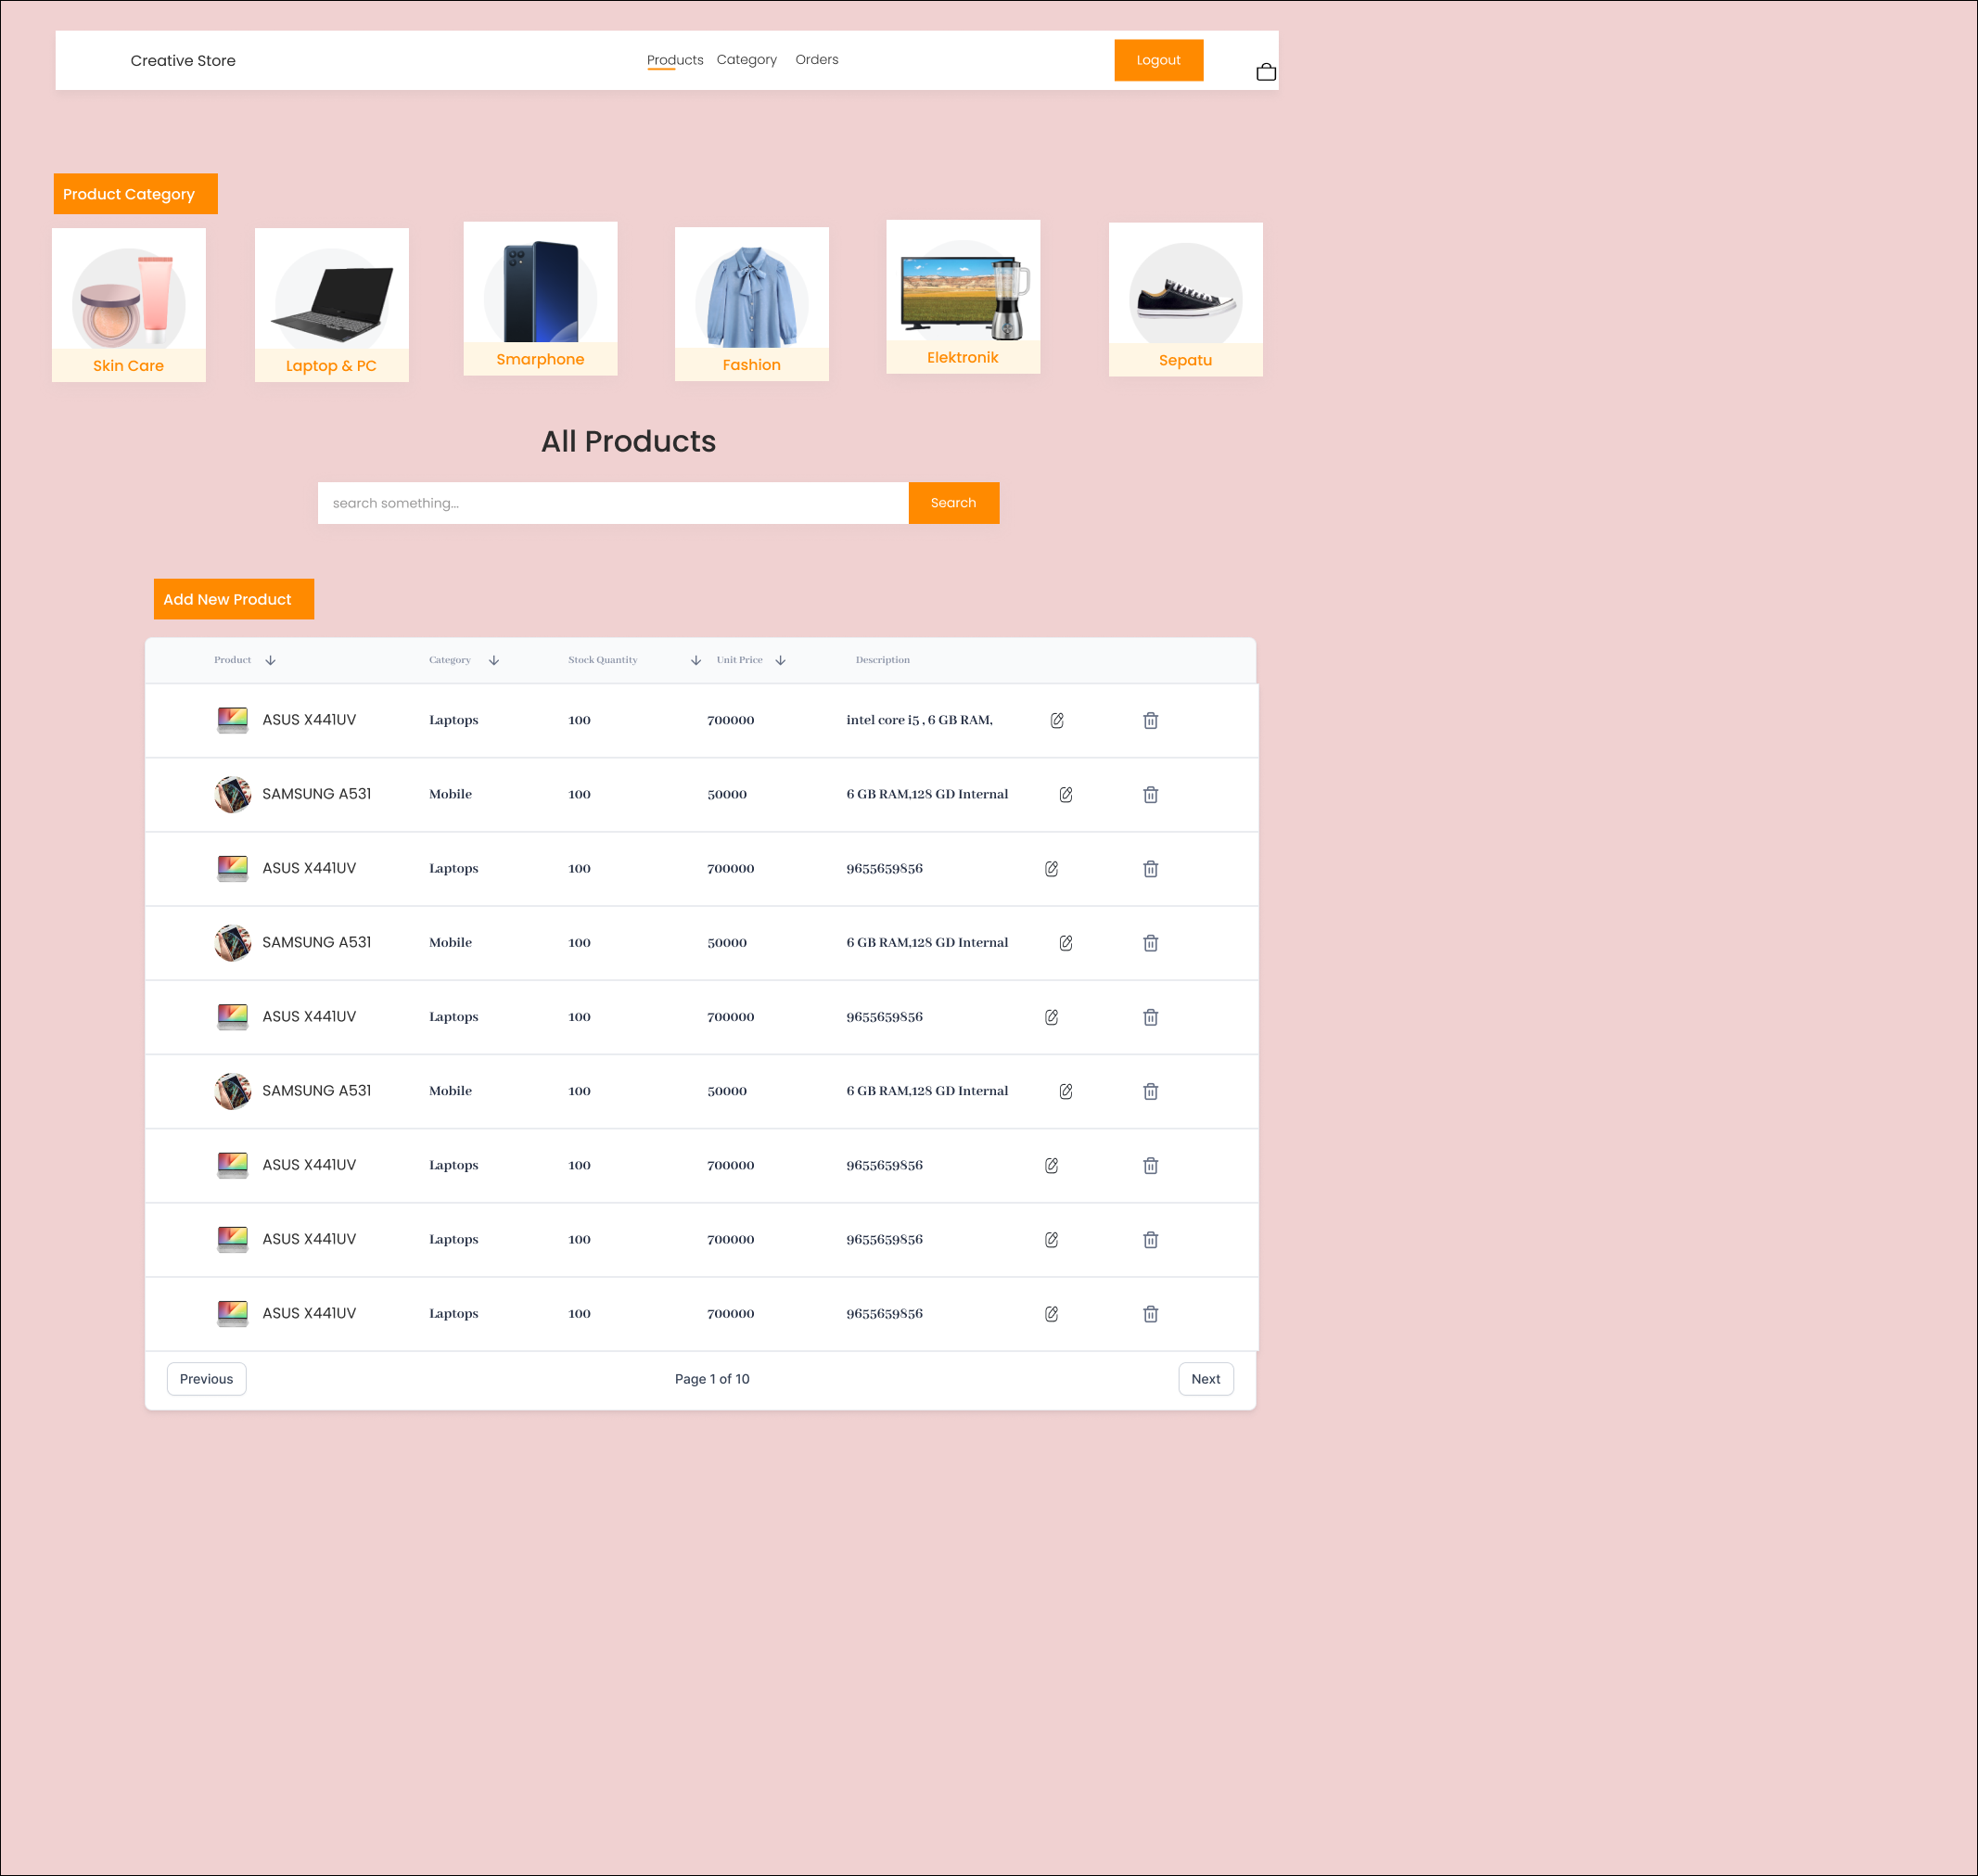 Creative Store Products Category Orders Logout
Product Category
Skin Care Laptop & PC Smarphone Fashion Elektronik Sepatu
All Products
search something... Search
Add New Product
Product Category Stock Quantity Unit Price Description
ASUS X441UV Laptops 100 700000 intel core i5 , 6 GB RAM,
SAMSUNG A531 Mobile 100 50000 6 GB RAM,128 GD Internal
ASUS X441UV Laptops 100 700000 9655659856
SAMSUNG A531 Mobile 100 50000 6 GB RAM,128 GD Internal
ASUS X441UV Laptops 100 700000 9655659856
SAMSUNG A531 Mobile 100 50000 6 GB RAM,128 GD Internal
ASUS X441UV Laptops 100 700000 9655659856
ASUS X441UV Laptops 100 700000 9655659856
ASUS X441UV Laptops 100 700000 9655659856
Previous Page 1 of 10 Next